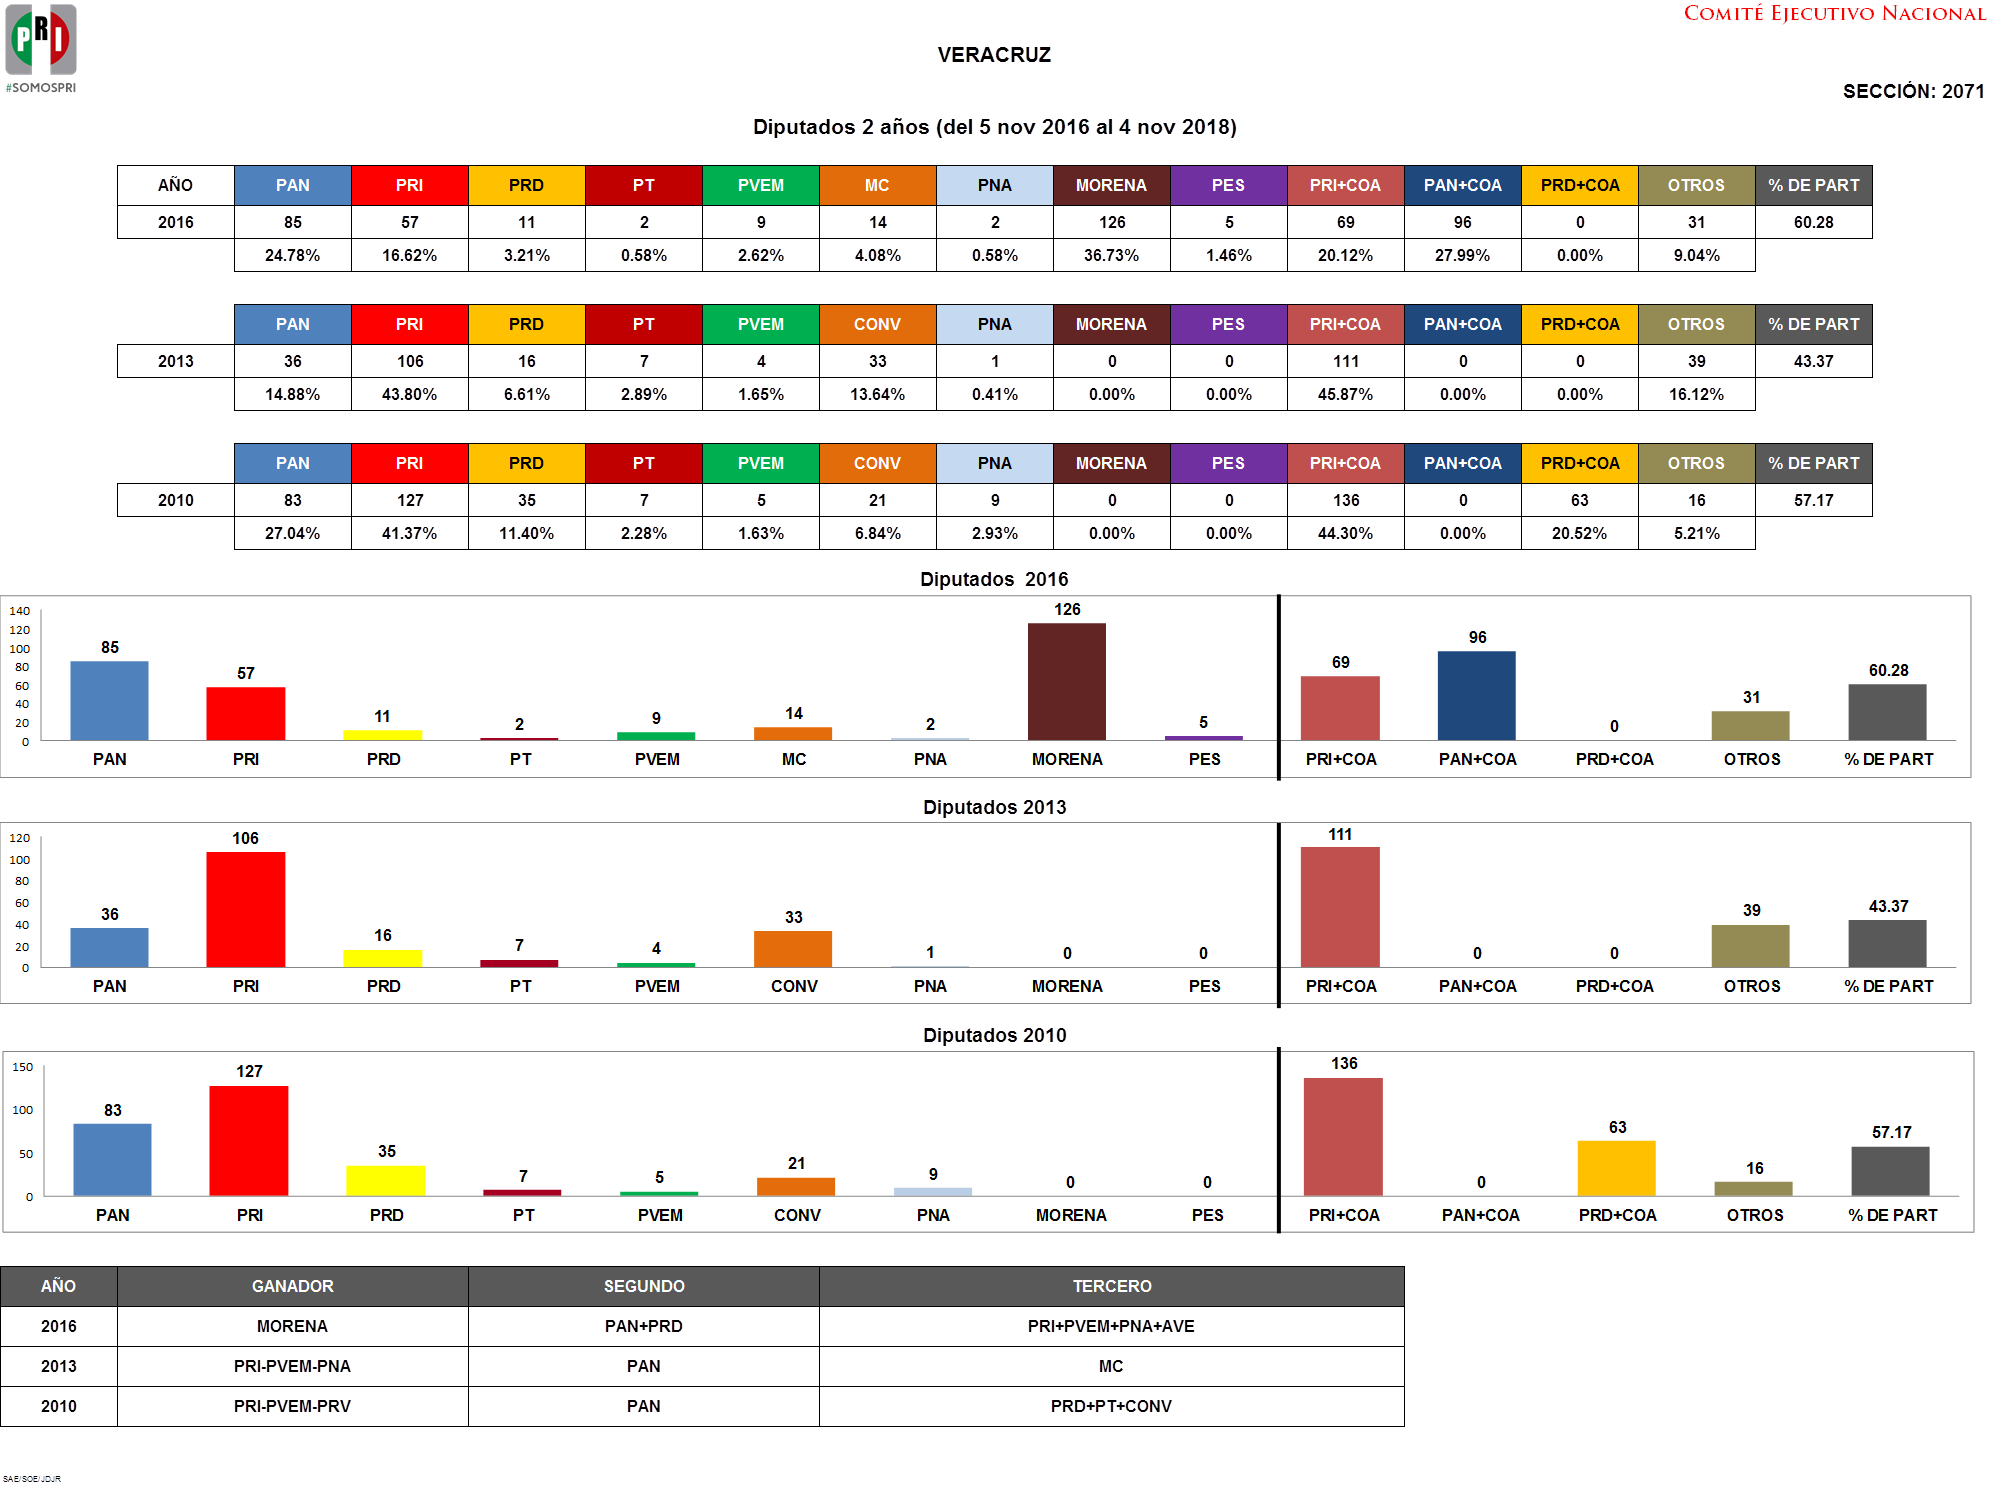 PRI
#SOMOSPRI
COMITÉ EJECUTIVO NACIONAL
VERACRUZ
SECCIÓN: 2071
Diputados 2 años (del 5 nov 2016 al 4 nov 2018)
AÑO PAN PRI PRD PT PVEM MC PNA MORENA PES PRI+COA PAN+COA PRD+COA OTROS % DE PART
2016 85 57 11 2 9 14 2 126 5 69 96 0 31 60.28
24.78% 16.62% 3.21% 0.58% 2.62% 4.08% 0.58% 36.73% 1.46% 20.12% 27.99% 0.00% 9.04%
PAN PRI PRD PT PVEM CONV PNA MORENA PES PRI+COA PAN+COA PRD+COA OTROS % DE PART
2013 36 106 16 7 4 33 1 0 0 111 0 0 39 43.37
14.88% 43.80% 6.61% 2.89% 1.65% 13.64% 0.41% 0.00% 0.00% 45.87% 0.00% 0.00% 16.12%
PAN PRI PRD PT PVEM CONV PNA MORENA PES PRI+COA PAN+COA PRD+COA OTROS % DE PART
2010 83 127 35 7 5 21 9 0 0 136 0 63 16 57.17
27.04% 41.37% 11.40% 2.28% 1.63% 6.84% 2.93% 0.00% 0.00% 44.30% 0.00% 20.52% 5.21%
Diputados 2016
140
120
100
80
60
40
20
0
85 57 11 2 9 14 2 126 5 69 96 0 31 60.28
PAN PRI PRD PT PVEM MC PNA MORENA PES PRI+COA PAN+COA PRD+COA OTROS % DE PART
Diputados 2013
120
100
80
60
40
20
0
36 106 16 7 4 33 1 0 0 111 0 0 39 43.37
PAN PRI PRD PT PVEM CONV PNA MORENA PES PRI+COA PAN+COA PRD+COA OTROS % DE PART
Diputados 2010
150
100
50
0
83 127 35 7 5 21 9 0 0 136 0 63 16 57.17
PAN PRI PRD PT PVEM CONV PNA MORENA PES PRI+COA PAN+COA PRD+COA OTROS % DE PART
AÑO GANADOR SEGUNDO TERCERO
2016 MORENA PAN+PRD PRI+PVEM+PNA+AVE
2013 PRI-PVEM-PNA PAN MC
2010 PRI-PVEM-PRV PAN PRD+PT+CONV
SAE/SOE/JDJR